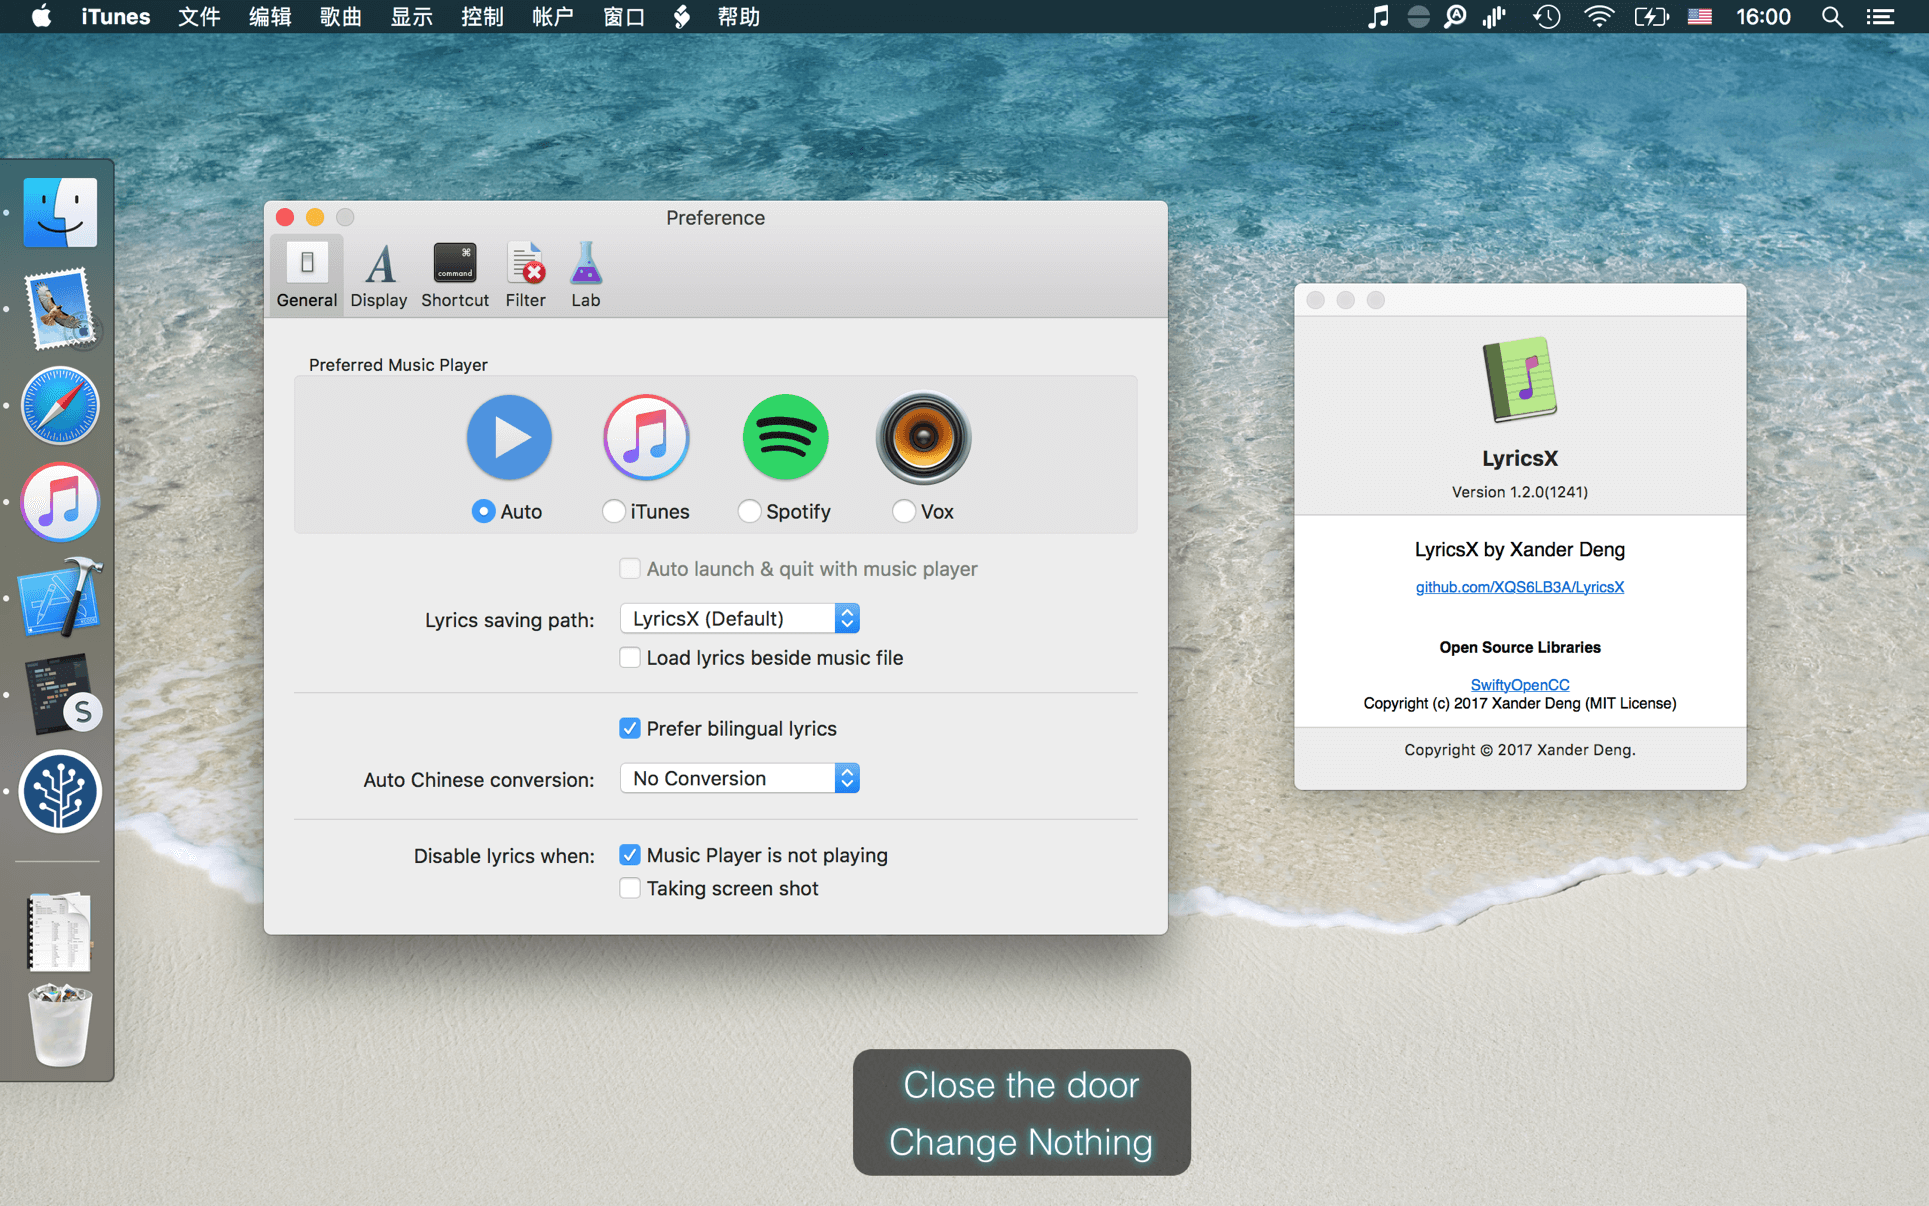 iTunes 文件 编辑 歌曲 显示 控制 帐户 窗口 帮助 16:00
Preference
command
General Display Shortcut Filter Lab
Preferred Music Player
Auto iTunes Spotify Vox
Auto launch & quit with music player
Lyrics saving path: LyricsX (Default)
Load lyrics beside music file
Prefer bilingual lyrics
Auto Chinese conversion: No Conversion
Disable lyrics when: Music Player is not playing
Taking screen shot
LyricsX
Version 1.2.0(1241)
LyricsX by Xander Deng
github.com/XQS6LB3A/LyricsX
Open Source Libraries
SwiftyOpenCC
Copyright (c) 2017 Xander Deng (MIT License)
Copyright © 2017 Xander Deng.
S
Close the door
Change Nothing